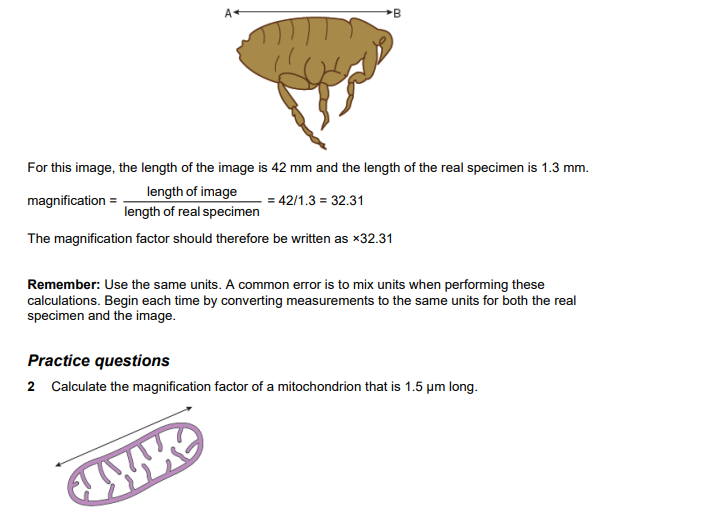 A B
For this image, the length of the image is 42 mm and the length of the real specimen is 1.3 mm.
magnification = length of image / length of real specimen = 42/1.3 = 32.31
The magnification factor should therefore be written as ×32.31
Remember: Use the same units. A common error is to mix units when performing these
calculations. Begin each time by converting measurements to the same units for both the real
specimen and the image.
Practice questions
2 Calculate the magnification factor of a mitochondrion that is 1.5 µm long.